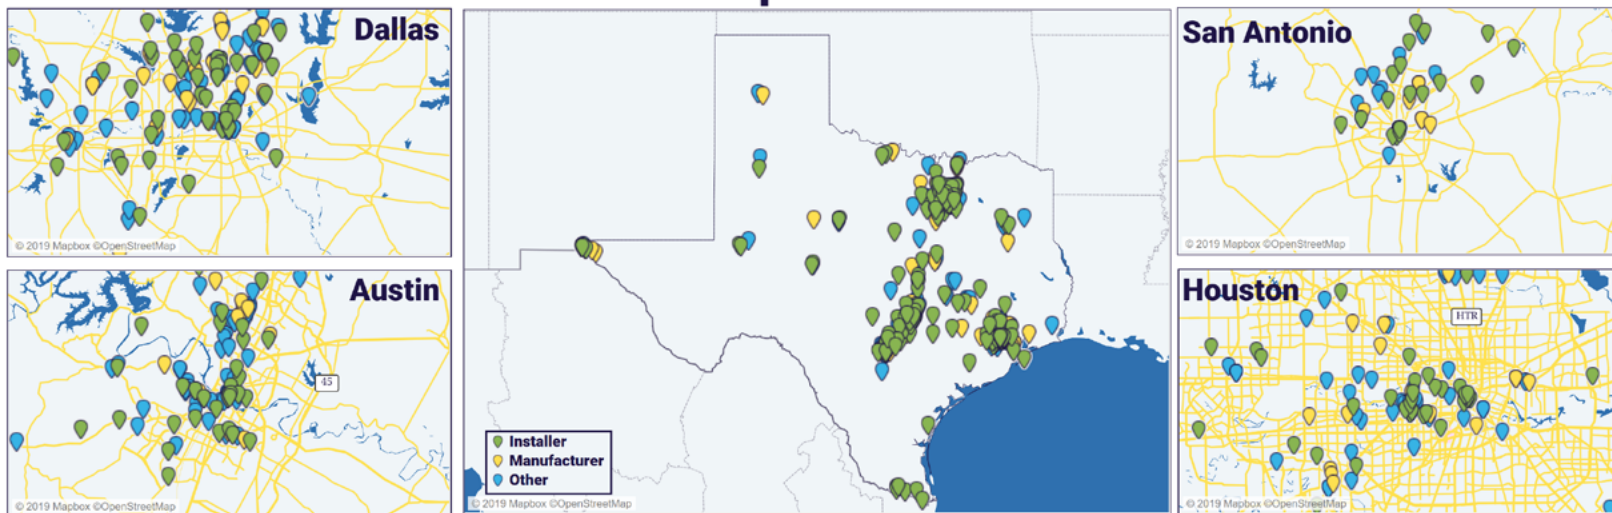 Dallas
© 2019 Mapbox ©OpenStreetMap
Austin
45
© 2019 Mapbox ©OpenStreetMap
Installer
Manufacturer
Other
© 2019 Mapbox ©OpenStreetMap
San Antonio
© 2019 Mapbox ©OpenStreetMap
Houston
HTR
© 2019 Mapbox ©OpenStreetMap